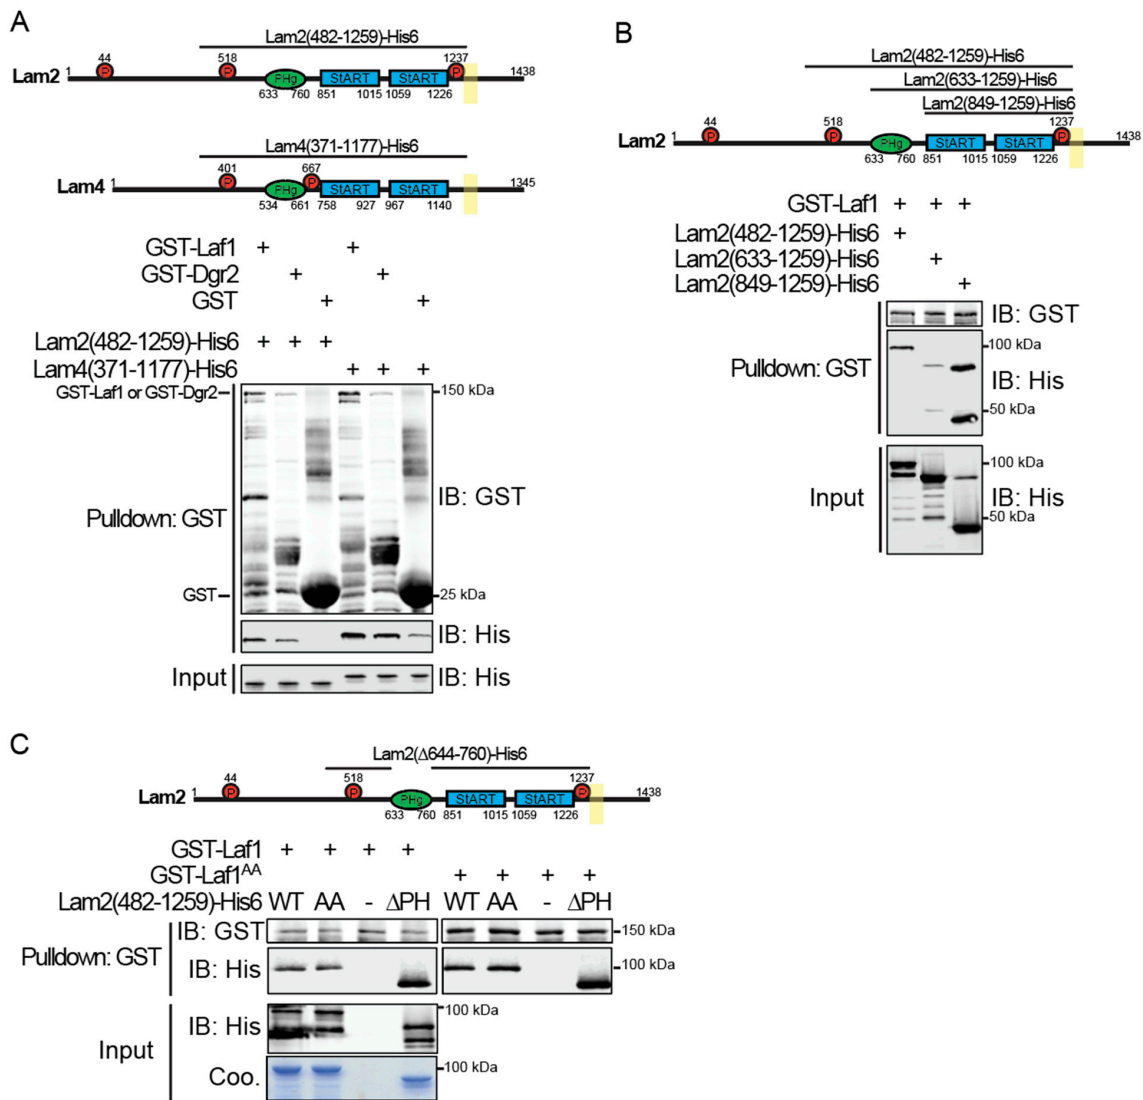 A
Lam2(482-1259)-His6
44 518 1237
Lam2 1 P P PHg StART StART P 1438
633 760 851 1015 1059 1226
Lam4(371-1177)-His6
401 667
Lam4 1 P PHg P StART StART 1345
534 661 758 927 967 1140
GST-Laf1 + +
GST-Dgr2 + +
GST + +
Lam2(482-1259)-His6 + + +
Lam4(371-1177)-His6 + + +
GST-Laf1 or GST-Dgr2 150 kDa
IB: GST
Pulldown: GST
GST 25 kDa
IB: His
Input IB: His
B
Lam2(482-1259)-His6
Lam2(633-1259)-His6
Lam2(849-1259)-His6
44 518 1237
Lam2 1 P P PHg StART StART P 1438
633 760 851 1015 1059 1226
GST-Laf1 + + +
Lam2(482-1259)-His6 +
Lam2(633-1259)-His6 +
Lam2(849-1259)-His6 +
IB: GST
100 kDa
Pulldown: GST IB: His
50 kDa
100 kDa
Input IB: His
50 kDa
C
Lam2(Δ644-760)-His6
44 518 1237
Lam2 1 P P PHg StART StART P 1438
633 760 851 1015 1059 1226
GST-Laf1 + + + +
GST-Laf1AA + + + +
Lam2(482-1259)-His6 WT AA - ΔPH WT AA - ΔPH
IB: GST 150 kDa
Pulldown: GST
IB: His 100 kDa
100 kDa
IB: His
Input
Coo. 100 kDa